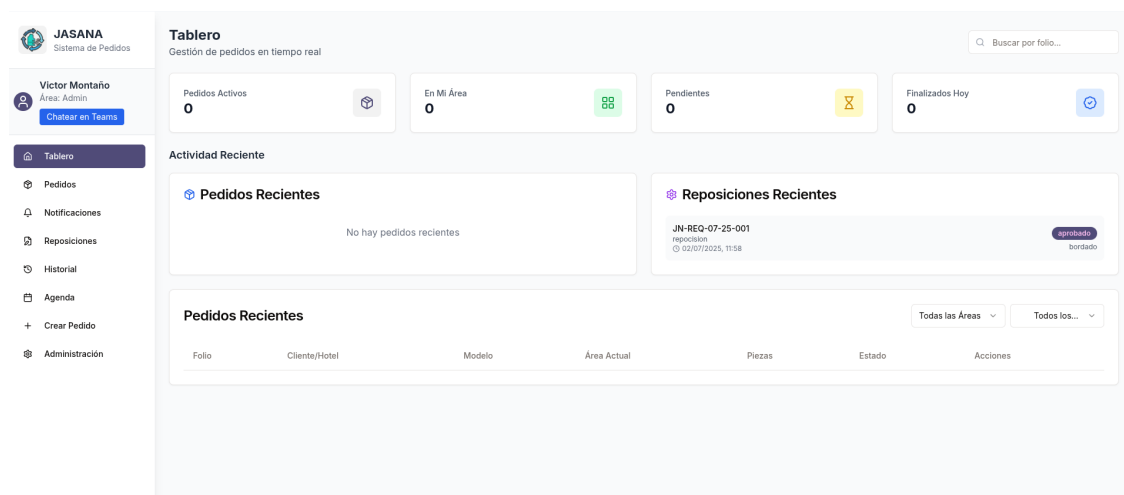 JASANA
Sistema de Pedidos
Victor Montaño
Área: Admin
Chatear en Teams
Tablero
Pedidos
Notificaciones
Reposiciones
Historial
Agenda
Crear Pedido
Administración
Tablero
Gestión de pedidos en tiempo real
Buscar por folio...
Pedidos Activos
0
En Mi Área
0
Pendientes
0
Finalizados Hoy
0
Actividad Reciente
Pedidos Recientes
No hay pedidos recientes
Reposiciones Recientes
JN-REQ-07-25-001
repocision
02/07/2025, 11:58
aprobado
bordado
Pedidos Recientes
Todas las Áreas
Todos los...
Folio Cliente/Hotel Modelo Área Actual Piezas Estado Acciones